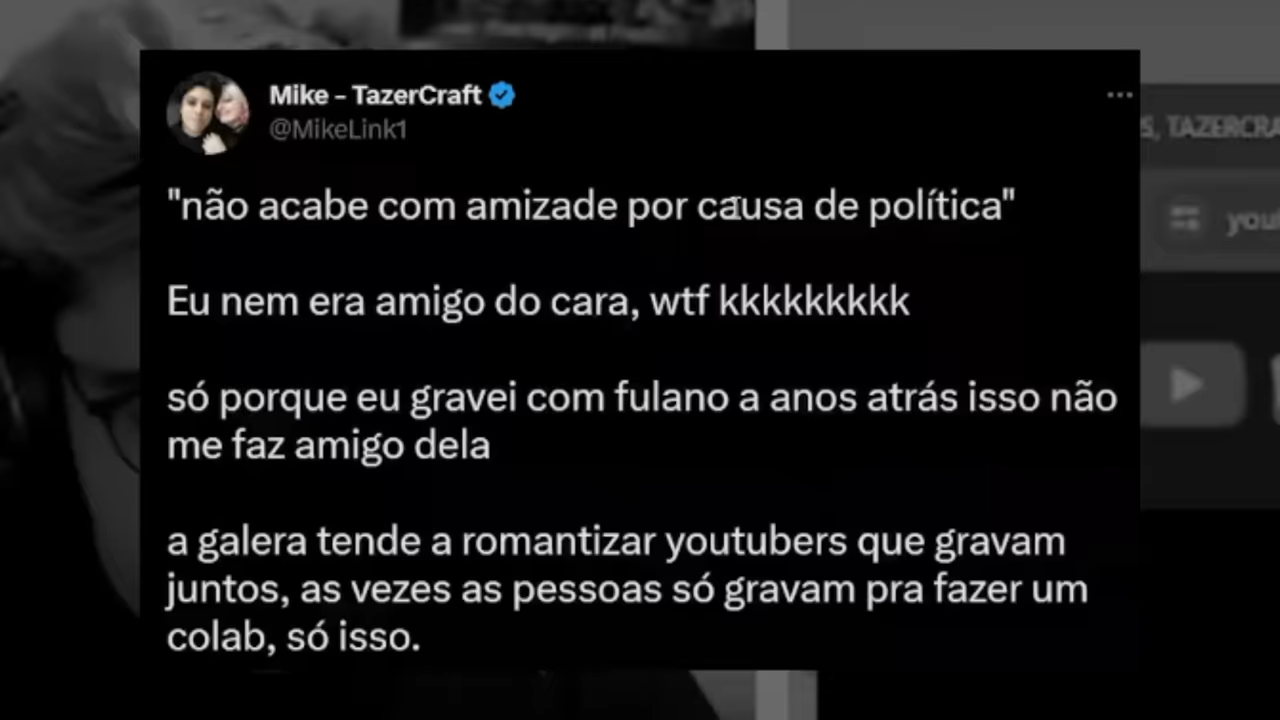 Mike - TazerCraft
@MikeLink1
"não acabe com amizade por causa de política"
Eu nem era amigo do cara, wtf kkkkkkkkk
só porque eu gravei com fulano a anos atrás isso não
me faz amigo dela
a galera tende a romantizar youtubers que gravam
juntos, as vezes as pessoas só gravam pra fazer um
colab, só isso.
S, TAZERCRA
you